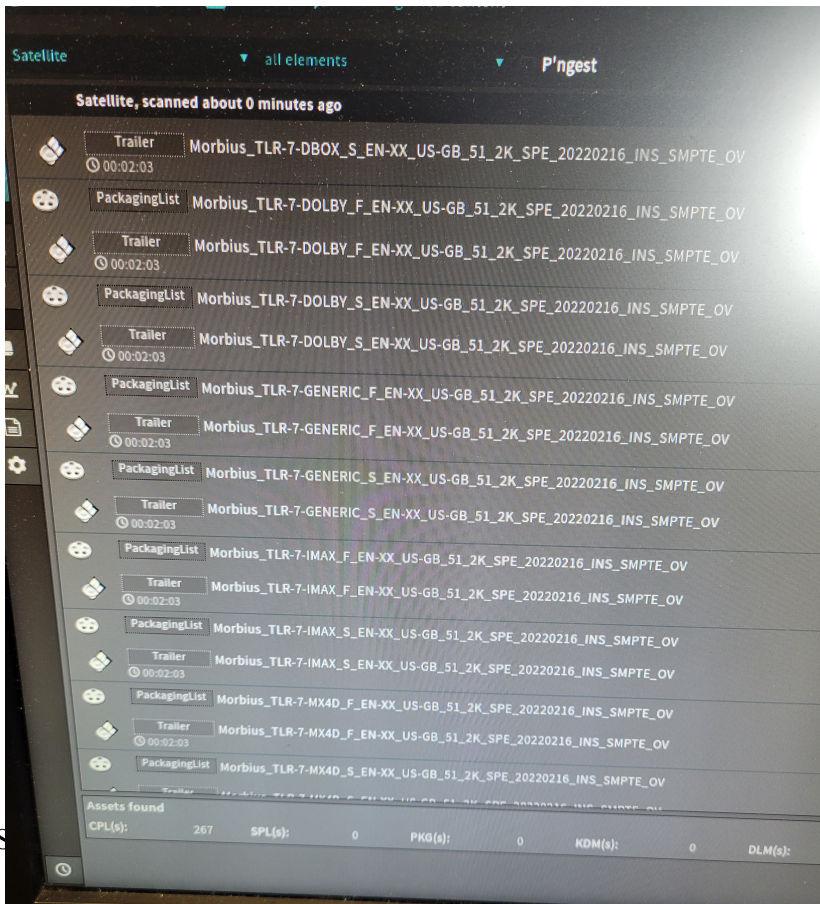 Satellite ▼ all elements ▼ P'ngest
Satellite, scanned about 0 minutes ago
Trailer Morbius_TLR-7-DBOX_S_EN-XX_US-GB_51_2K_SPE_20220216_INS_SMPTE_OV
00:02:03
PackagingList Morbius_TLR-7-DOLBY_F_EN-XX_US-GB_51_2K_SPE_20220216_INS_SMPTE_OV
Trailer Morbius_TLR-7-DOLBY_F_EN-XX_US-GB_51_2K_SPE_20220216_INS_SMPTE_OV
00:02:03
PackagingList Morbius_TLR-7-DOLBY_S_EN-XX_US-GB_51_2K_SPE_20220216_INS_SMPTE_OV
Trailer Morbius_TLR-7-DOLBY_S_EN-XX_US-GB_51_2K_SPE_20220216_INS_SMPTE_OV
00:02:03
PackagingList Morbius_TLR-7-GENERIC_F_EN-XX_US-GB_51_2K_SPE_20220216_INS_SMPTE_OV
Trailer Morbius_TLR-7-GENERIC_F_EN-XX_US-GB_51_2K_SPE_20220216_INS_SMPTE_OV
00:02:03
PackagingList Morbius_TLR-7-GENERIC_S_EN-XX_US-GB_51_2K_SPE_20220216_INS_SMPTE_OV
Trailer Morbius_TLR-7-GENERIC_S_EN-XX_US-GB_51_2K_SPE_20220216_INS_SMPTE_OV
00:02:03
PackagingList Morbius_TLR-7-IMAX_F_EN-XX_US-GB_51_2K_SPE_20220216_INS_SMPTE_OV
Trailer Morbius_TLR-7-IMAX_F_EN-XX_US-GB_51_2K_SPE_20220216_INS_SMPTE_OV
00:02:03
PackagingList Morbius_TLR-7-IMAX_S_EN-XX_US-GB_51_2K_SPE_20220216_INS_SMPTE_OV
Trailer Morbius_TLR-7-IMAX_S_EN-XX_US-GB_51_2K_SPE_20220216_INS_SMPTE_OV
00:02:03
PackagingList Morbius_TLR-7-MX4D_F_EN-XX_US-GB_51_2K_SPE_20220216_INS_SMPTE_OV
Trailer Morbius_TLR-7-MX4D_F_EN-XX_US-GB_51_2K_SPE_20220216_INS_SMPTE_OV
00:02:03
PackagingList Morbius_TLR-7-MX4D_S_EN-XX_US-GB_51_2K_SPE_20220216_INS_SMPTE_OV
Trailer
Assets found
CPL(s): 267 SPL(s): 0 PKG(s): 0 KDM(s): 0 DLM(s):